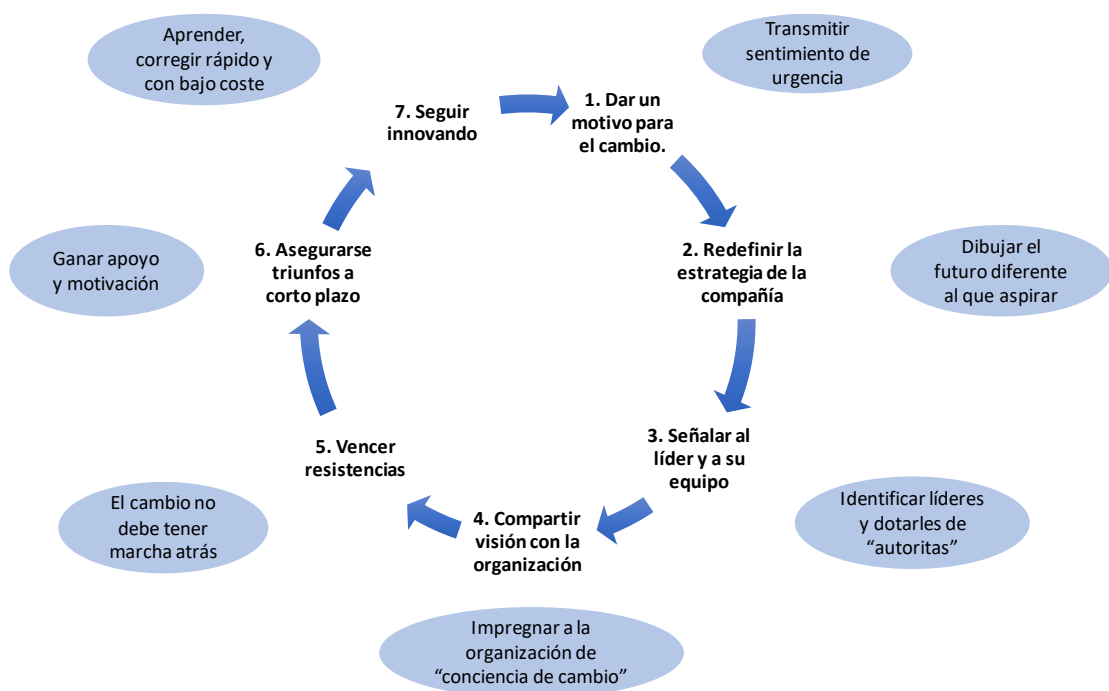 1. Dar un
motivo para
el cambio.
Transmitir
sentimiento de
urgencia
2. Redefinir la
estrategia de la
compañía
Dibujar el
futuro diferente
al que aspirar
3. Señalar al
líder y a su
equipo
Identificar líderes
y dotarles de
“autoritas”
4. Compartir
visión con la
organización
Impregnar a la
organización de
“conciencia de cambio”
5. Vencer
resistencias
El cambio no
debe tener
marcha atrás
6. Asegurarse
triunfos a
corto plazo
Ganar apoyo
y motivación
7. Seguir
innovando
Aprender,
corregir rápido y
con bajo coste